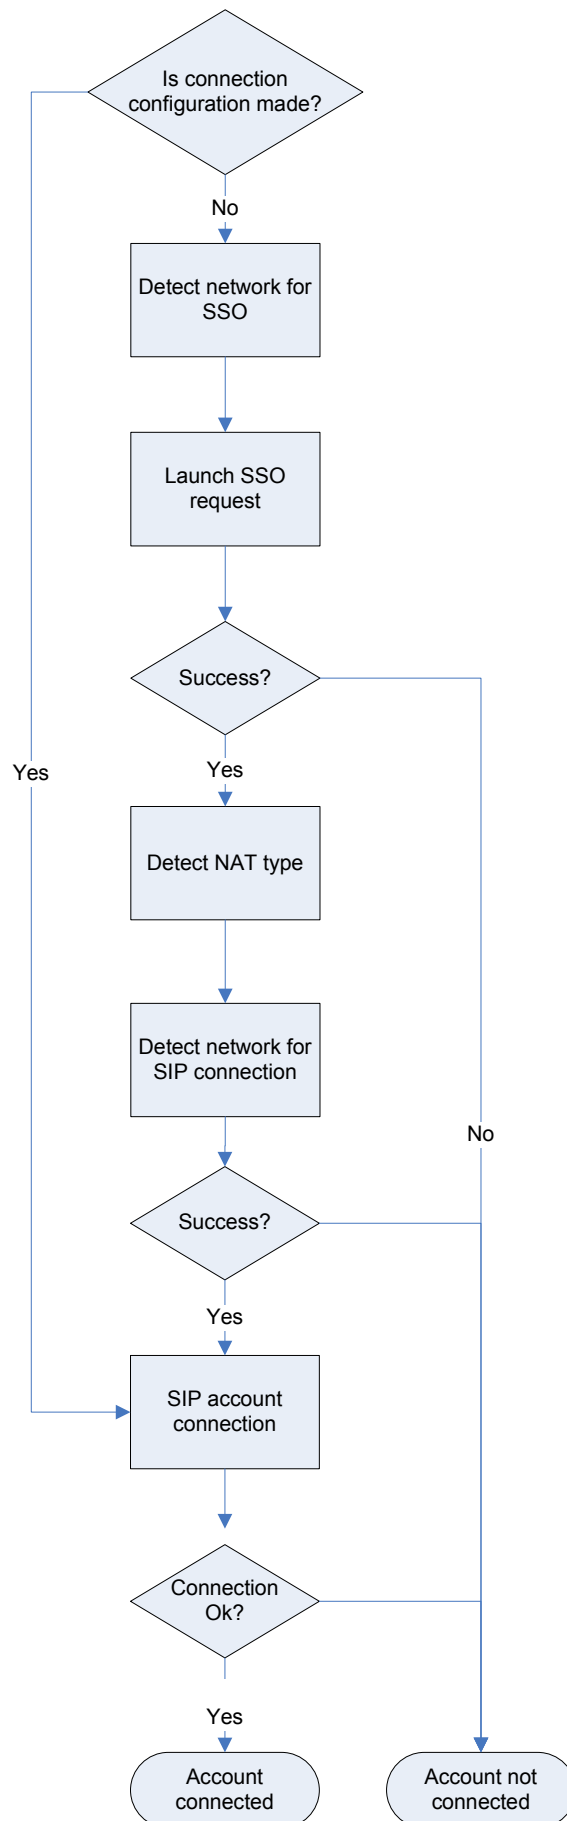 Is connection
configuration made?
No
Detect network for
SSO
Launch SSO
request
Success?
Yes
Yes
Detect NAT type
Detect network for
SIP connection
No
Success?
Yes
SIP account
connection
Connection
Ok?
Yes
Account
connected
Account not
connected